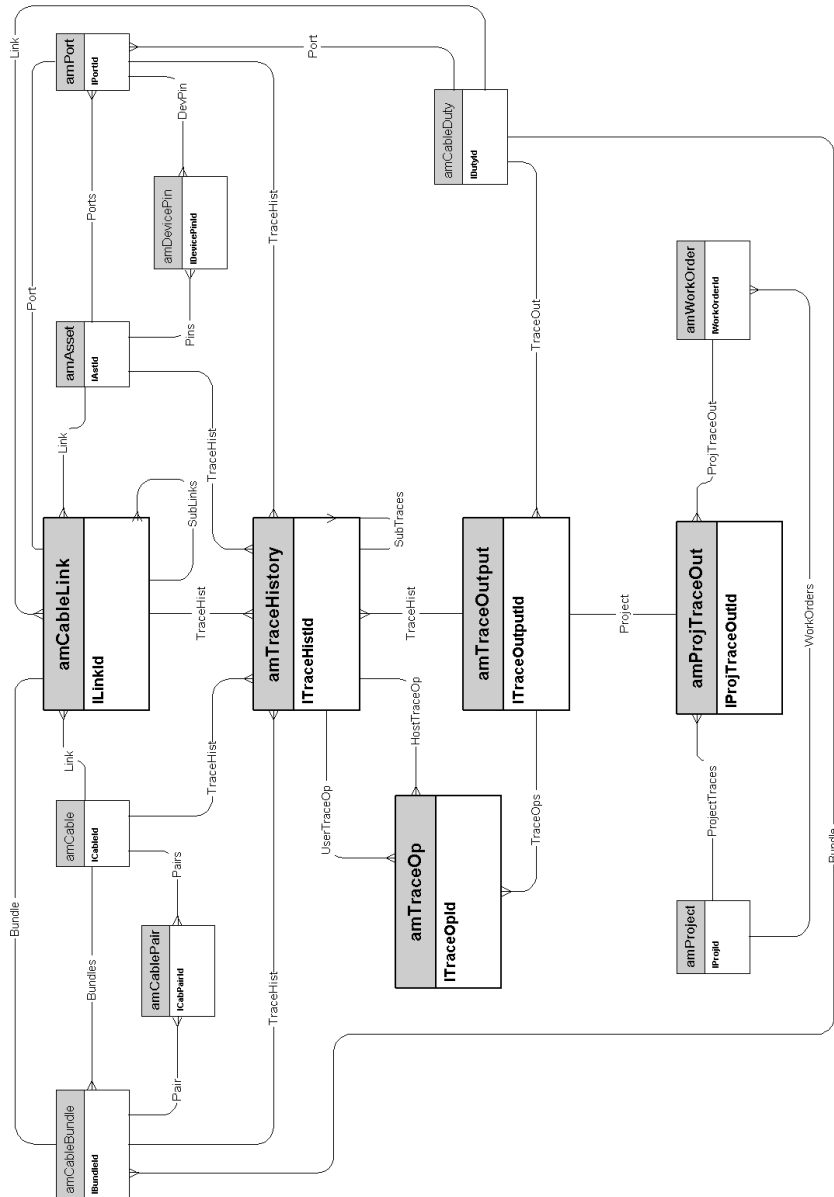 Bundle
Link
Port
amCableBundle
lBundleId
amCable
lCableId
Link
amCableLink
lLinkId
Link
amAsset
lAstId
amPort
lPortId
Bundles
Ports
Pair
amCablePair
lCabPairId
Pairs
SubLinks
Pins
amDevicePin
lDevicePinId
DevPin
TraceHist
TraceHist
TraceHist
TraceHist
TraceHist
amTraceHistory
lTraceHistId
Port
UserTraceOp
HostTraceOp
SubTraces
TraceHist
amTraceOp
lTraceOpId
amCableDuty
lDutyId
amTraceOutput
lTraceOutputId
TraceOps
TraceOut
Project
amProject
lProjId
ProjectTraces
amProjTraceOut
lProjTraceOutId
ProjTraceOut
amWorkOrder
lWorkOrderId
WorkOrders
Bundle